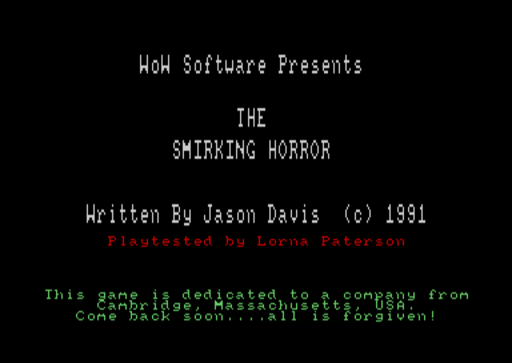 WoW Software Presents
THE
SMIRKING HORROR
Written By Jason Davis (c) 1991
Playtested by Lorna Paterson
This game is dedicated to a company from
Cambridge, Massachusetts, USA.
Come back soon....all is forgiven!